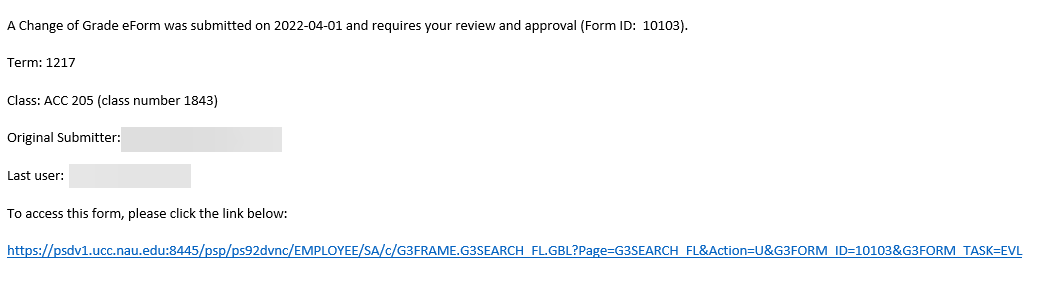 A Change of Grade eForm was submitted on 2022-04-01 and requires your review and approval (Form ID:  10103).
Term: 1217
Class: ACC 205 (class number 1843)
Original Submitter:
Last user:
To access this form, please click the link below:
https://psdv1.ucc.nau.edu:8445/psp/ps92dvnc/EMPLOYEE/SA/c/G3FRAME.G3SEARCH_FL.GBL?Page=G3SEARCH_FL&Action=U&G3FORM_ID=10103&G3FORM_TASK=EVL